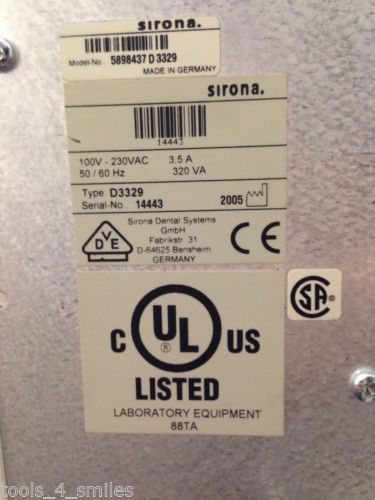 sirona.
Model-No. 5898437 D3329
MADE IN GERMANY
sirona.
14443
100V - 230VAC 3,5 A
50 / 60 Hz 320 VA
Type: D3329
Serial-No.: 14443
2005
Sirona Dental Systems
GmbH
Fabrikstr. 31
D-64625 Bensheim
GERMANY
DVE
CE
C UL ® US
LISTED
LABORATORY EQUIPMENT
88TA
SA ®
tools_4_smiles